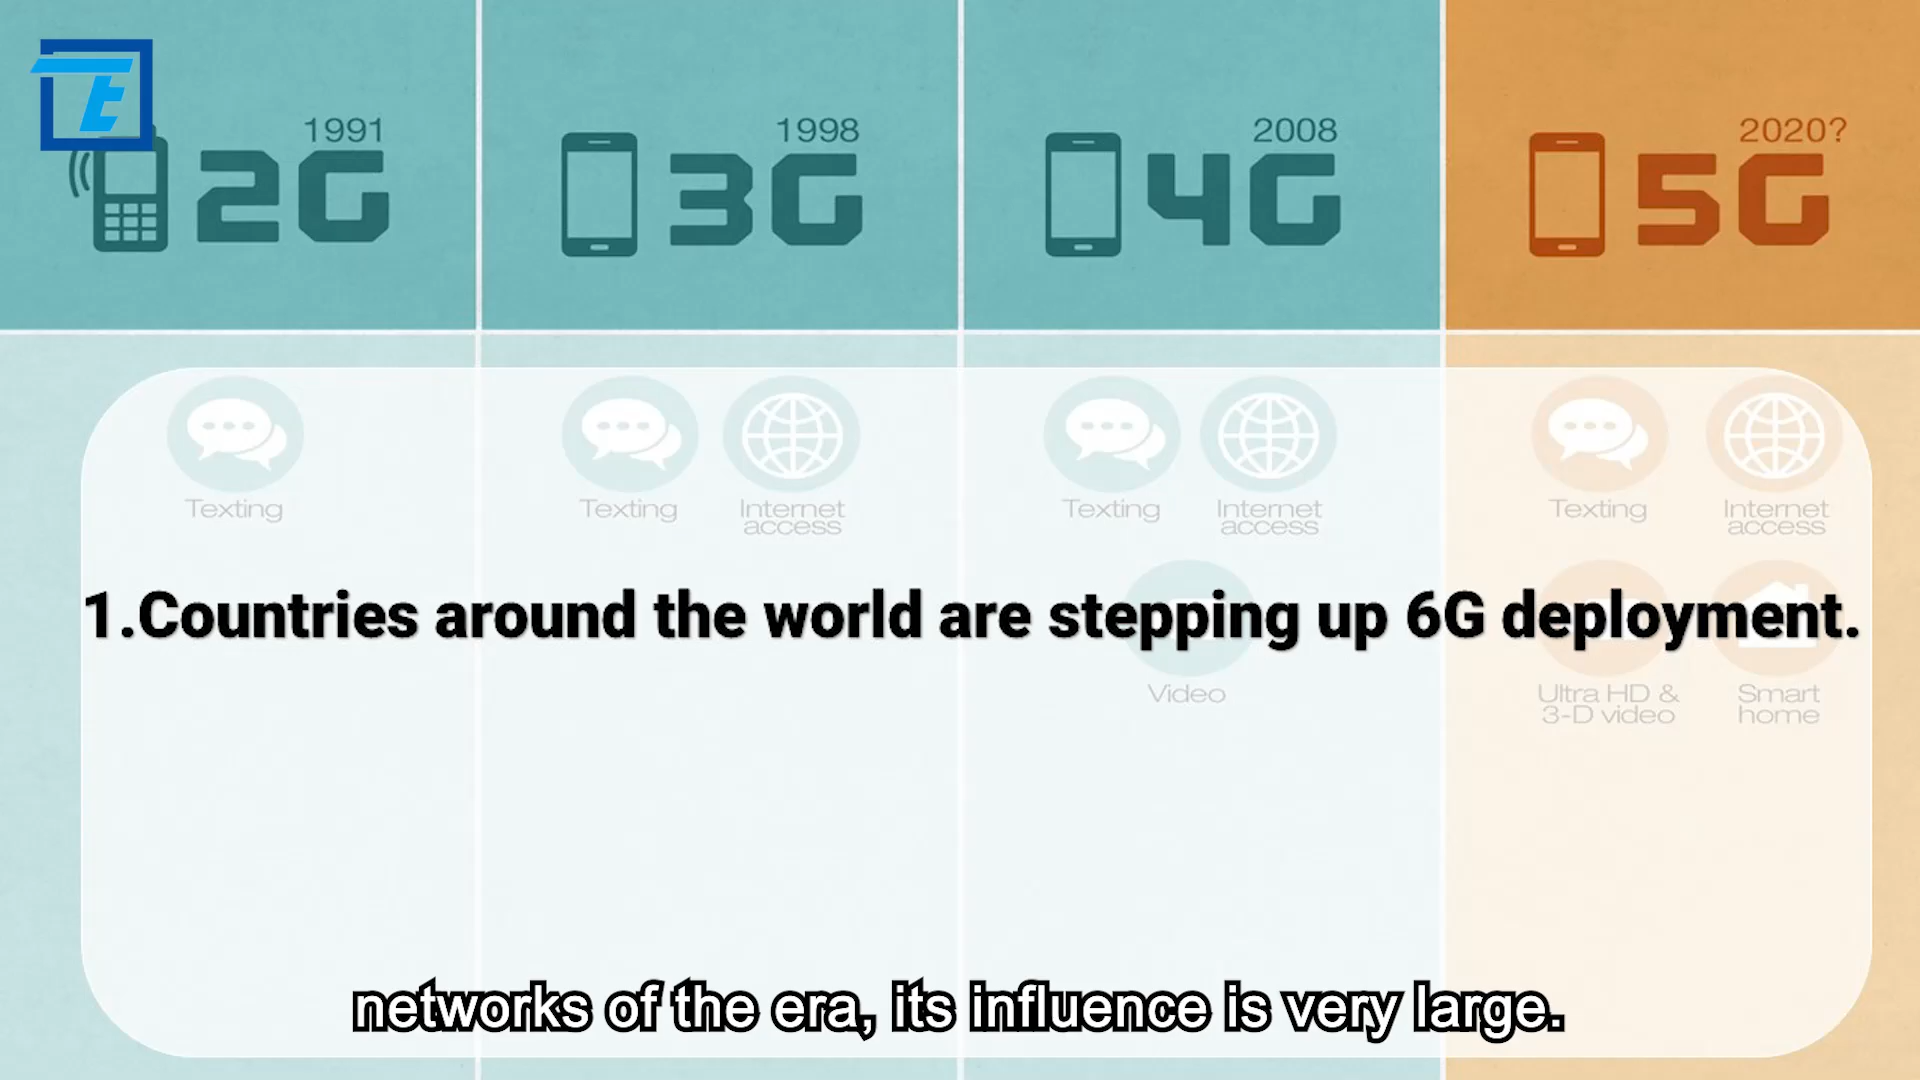 1991
2G
1998
3G
2008
4G
2020?
5G
Texting
Texting
Internet
access
Texting
Internet
access
Texting
Internet
access
1.Countries around the world are stepping up 6G deployment.
Video
Ultra HD &
3-D video
Smart
home
networks of the era, its influence is very large.